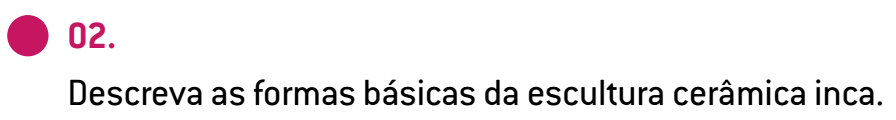 02.
Descreva as formas básicas da escultura cerâmica inca.